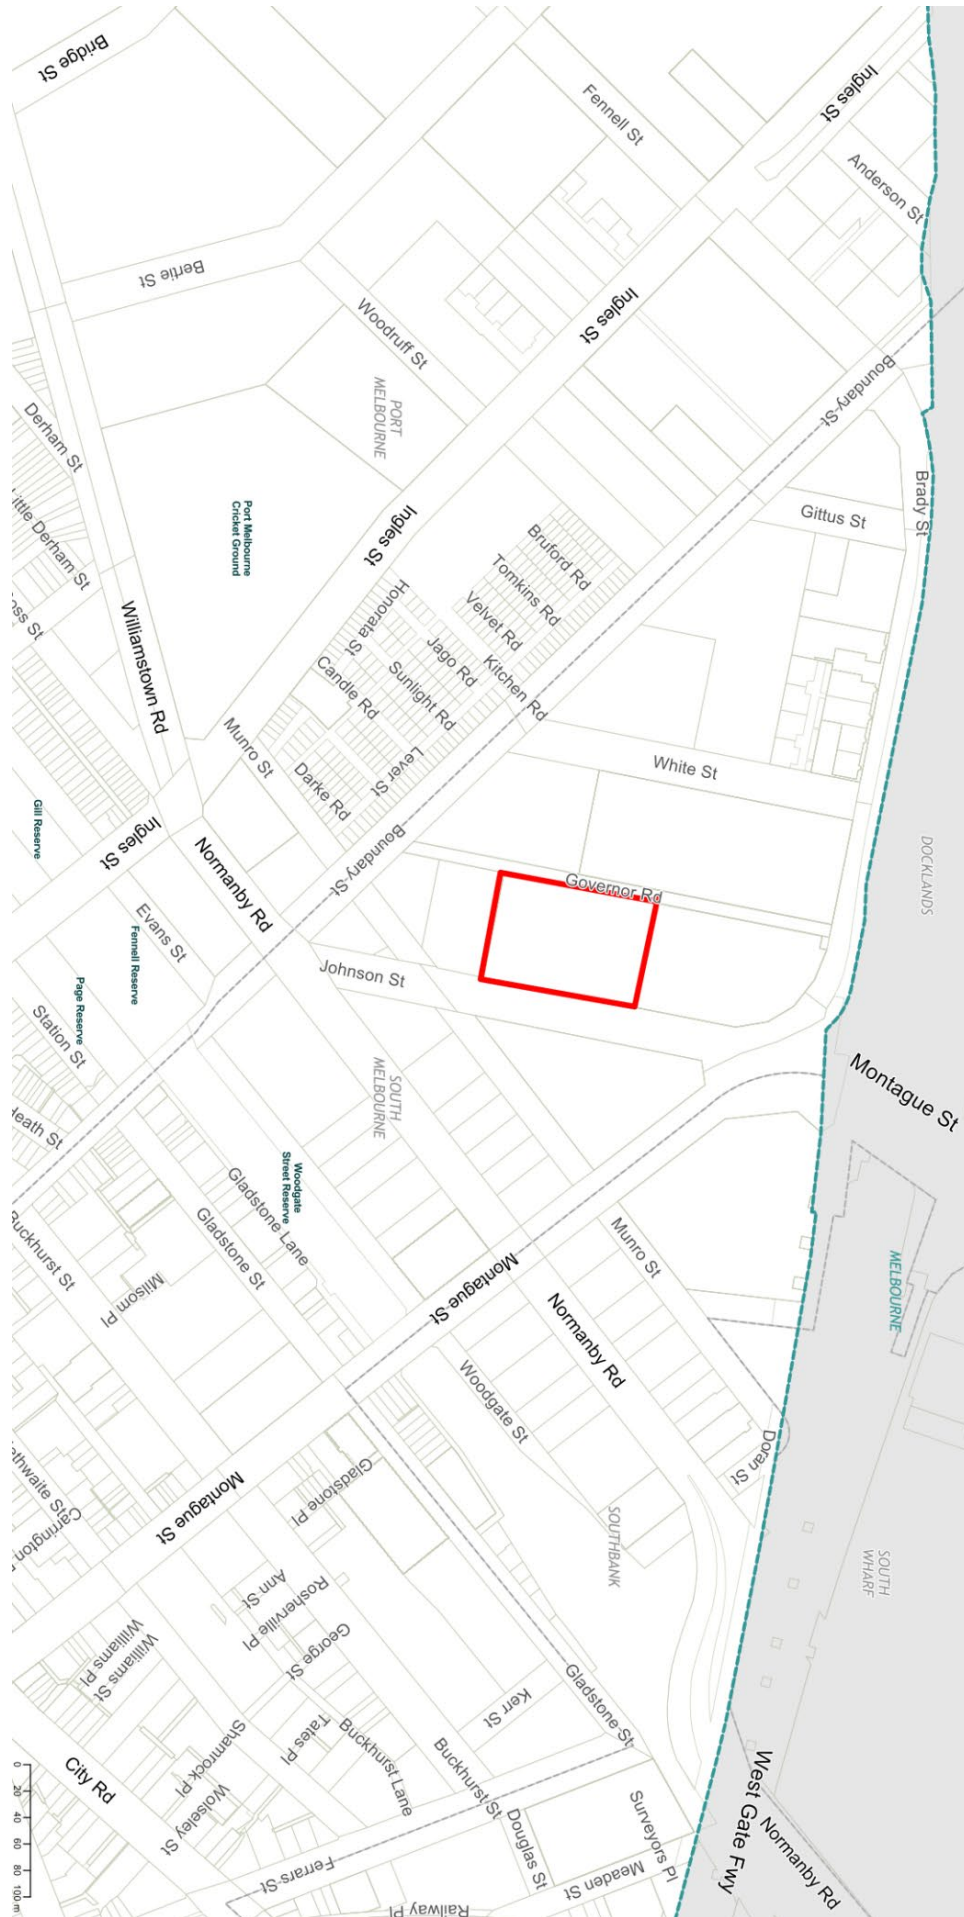 Bridge St
Ingles St
Fennell St
Anderson St
Bertie St
Ingles St
Woodruff St
Boundary St
PORT
MELBOURNE
Derham St
Brady St
Gittus St
Little Derham St
Port Melbourne
Cricket Ground
Ingles St
Bruford Rd
Tomkins Rd
Velvet Rd
Honorata St
Jago Rd
Kitchen Rd
Sunlight Rd
Candle Rd
oss St
Williamstown Rd
Munro St
Lever St
Darke Rd
White St
Gill Reserve
Ingles St
Normanby Rd
Boundary St
Governor Rd
DOCKLANDS
Evans St
Fennell Reserve
Johnson St
Page Reserve
Station St
SOUTH
MELBOURNE
Montague St
Heath St
Woodgate
Street Reserve
Gladstone Lane
Gladstone St
Buckhurst St
Milsom Pl
Munro St
MELBOURNE
Montague St
Normanby Rd
Woodgate St
Doran St
Gladstone Pl
Montague St
othwaite St
Carrington
SOUTHBANK
SOUTH
WHARF
Ann St
Rosherville Pl
George St
Williams Pl
Williams St
Gladstone St
Kerr St
Tates Pl
Shamrock Pl
Buckhurst Lane
Buckhurst St
Wolseley St
City Rd
Douglas St
Surveyors Pl
West Gate Fwy
Normanby Rd
Ferrars St
Meaden St
Railway Pl
0 20 40 60 80 100 m